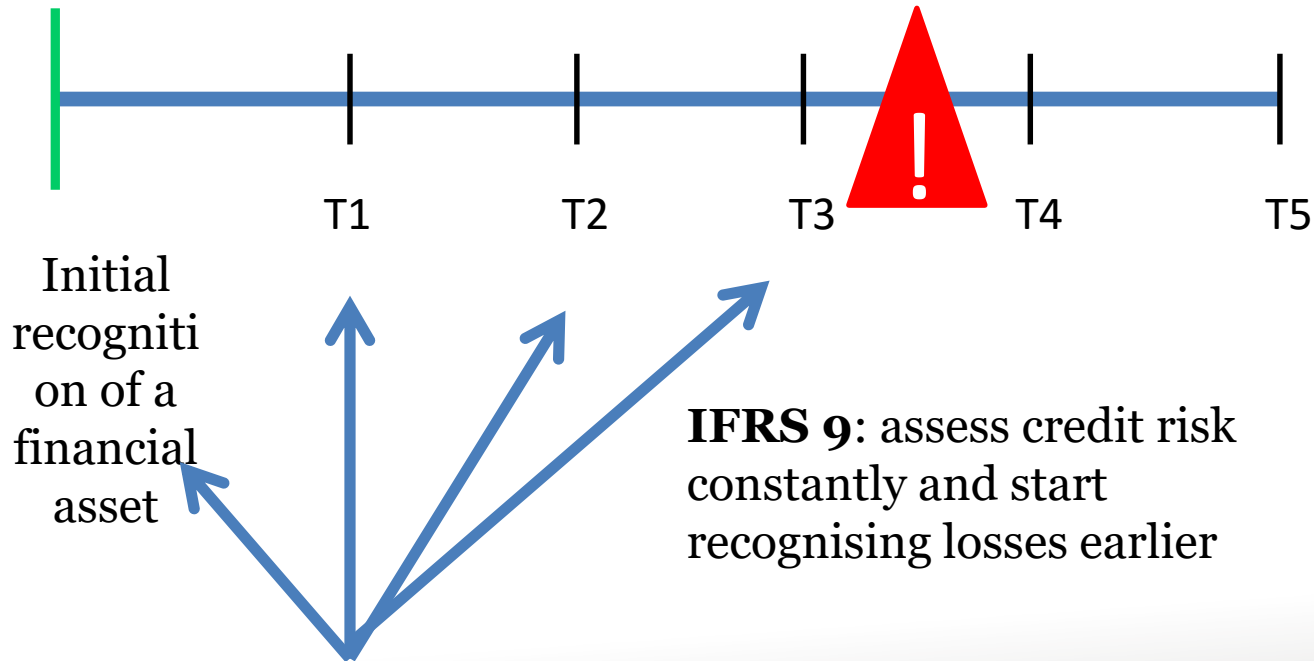 !
T1 T2 T3 T4 T5
Initial
recogniti
on of a
financial
asset
IFRS 9: assess credit risk
constantly and start
recognising losses earlier